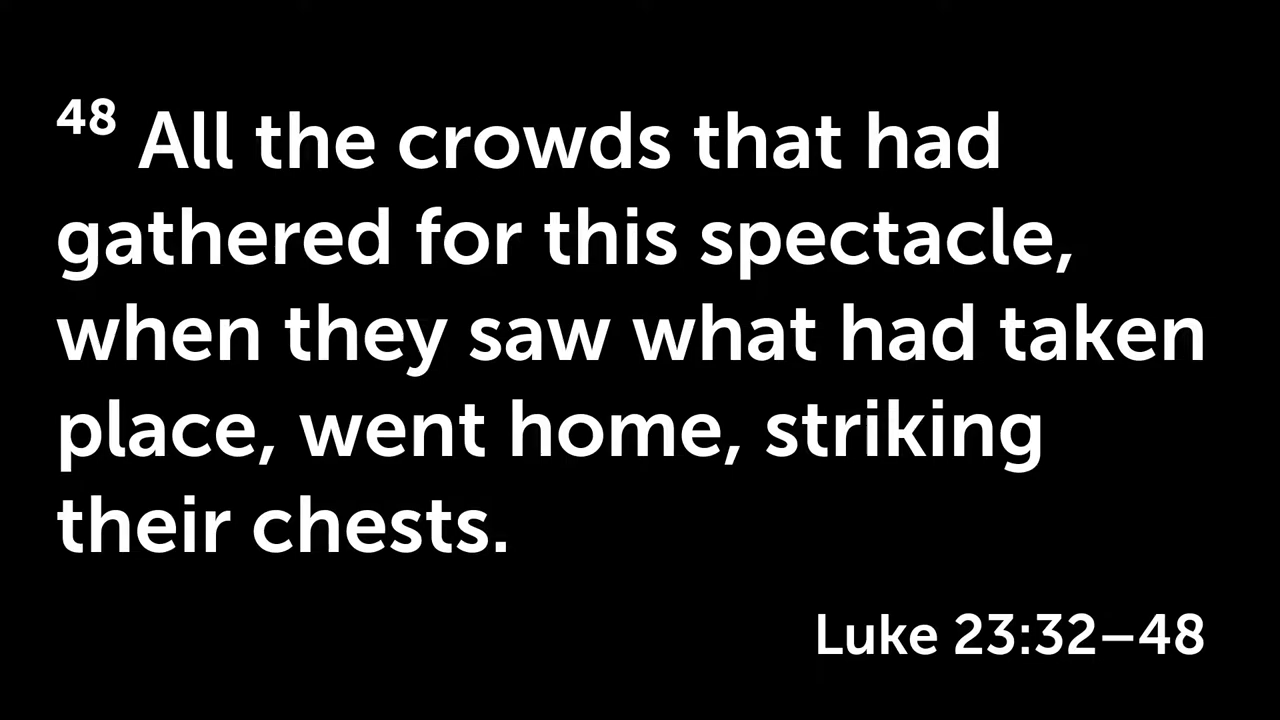 48 All the crowds that had
gathered for this spectacle,
when they saw what had taken
place, went home, striking
their chests.
Luke 23:32–48